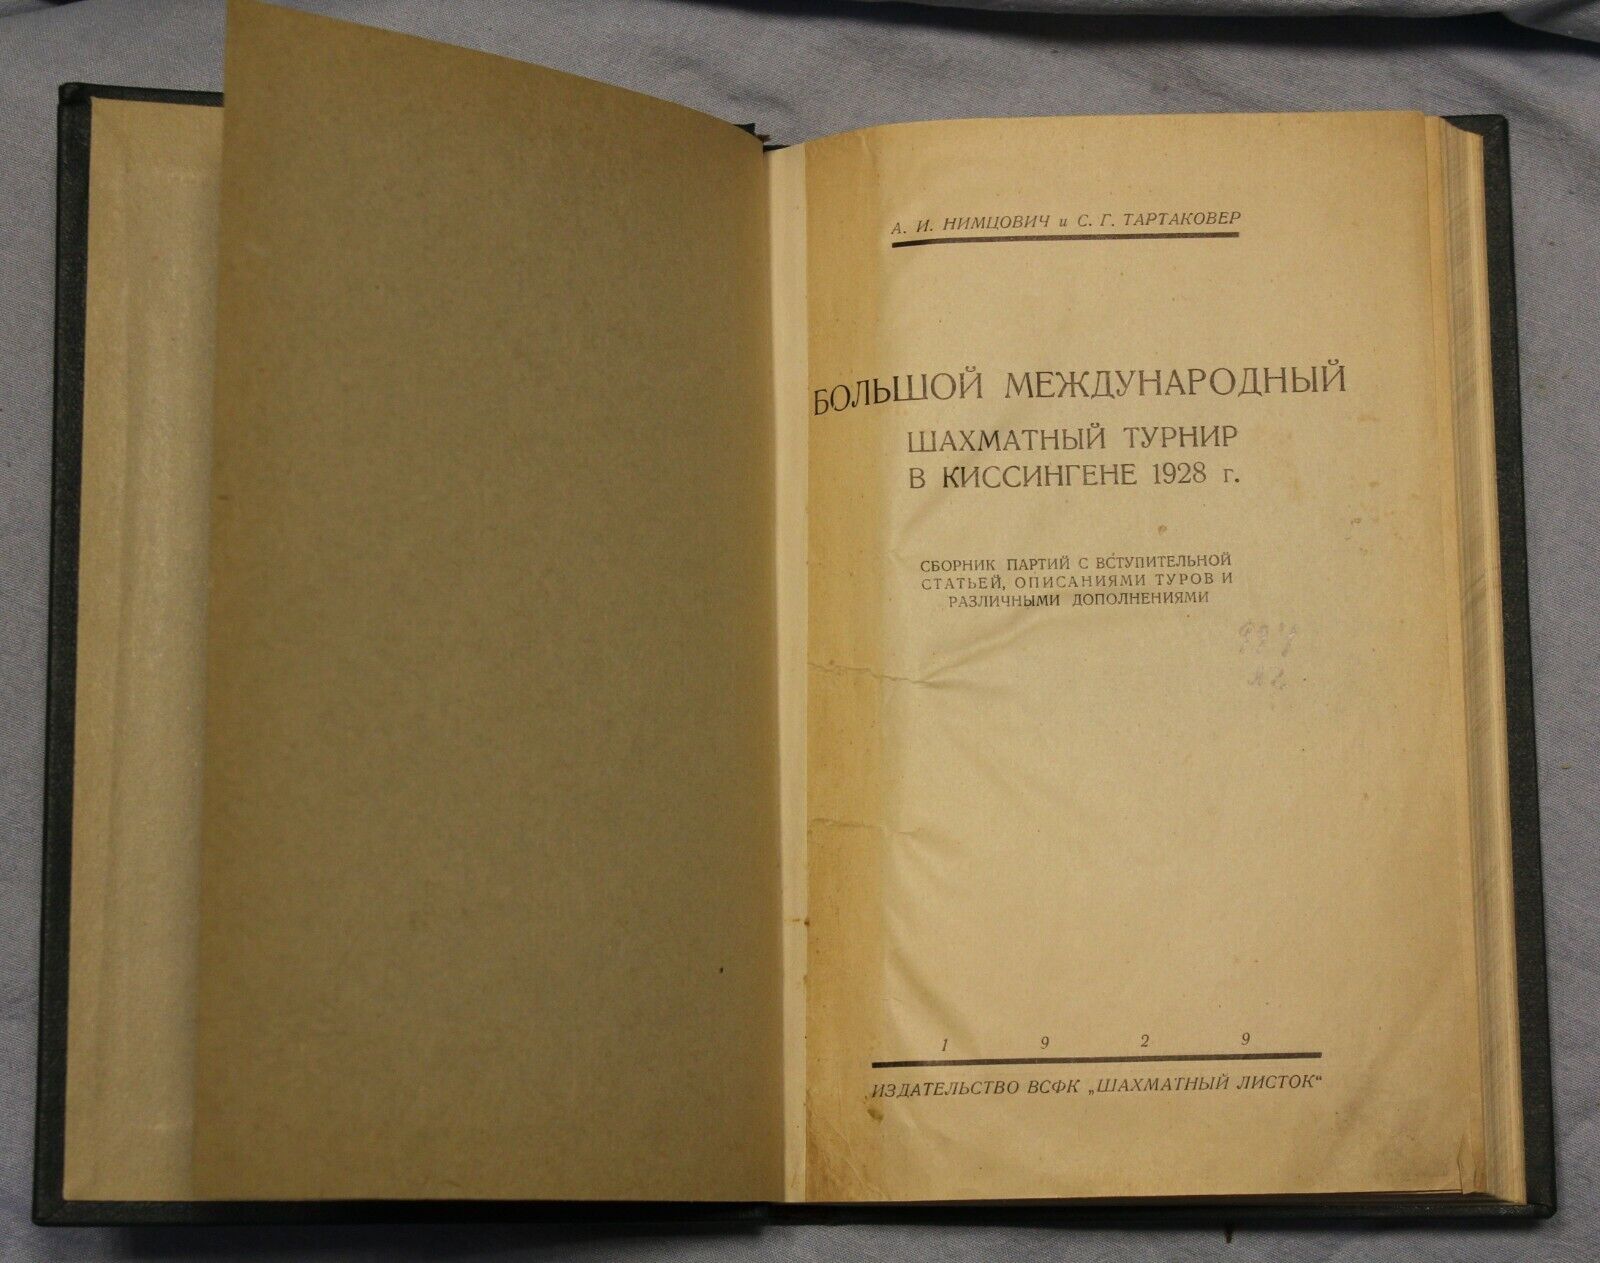 А. И. НИМЦОВИЧ и С. Г. ТАРТАКОВЕР
БОЛЬШОЙ МЕЖДУНАРОДНЫЙ
ШАХМАТНЫЙ ТУРНИР
В КИССИНГЕНЕ 1928 г.
СБОРНИК ПАРТИЙ С ВСТУПИТЕЛЬНОЙ
СТАТЬЕЙ, ОПИСАНИЯМИ ТУРОВ И
РАЗЛИЧНЫМИ ДОПОЛНЕНИЯМИ
1 9 2 9
ИЗДАТЕЛЬСТВО ВСФК „ШАХМАТНЫЙ ЛИСТОК“